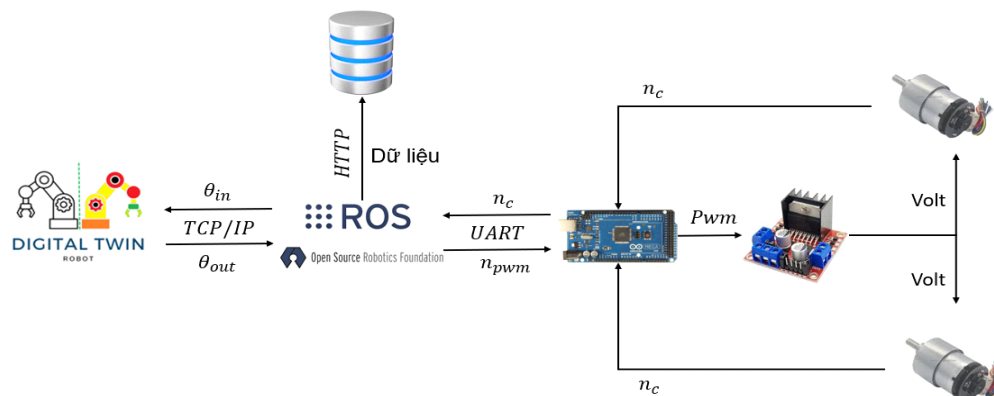 n_c
HTTP
Dữ liệu
θ_in
TCP/IP
θ_out
DIGITAL TWIN
ROBOT
ROS
Open Source Robotics Foundation
n_c
UART
n_pwm
Pwm
Volt
Volt
n_c